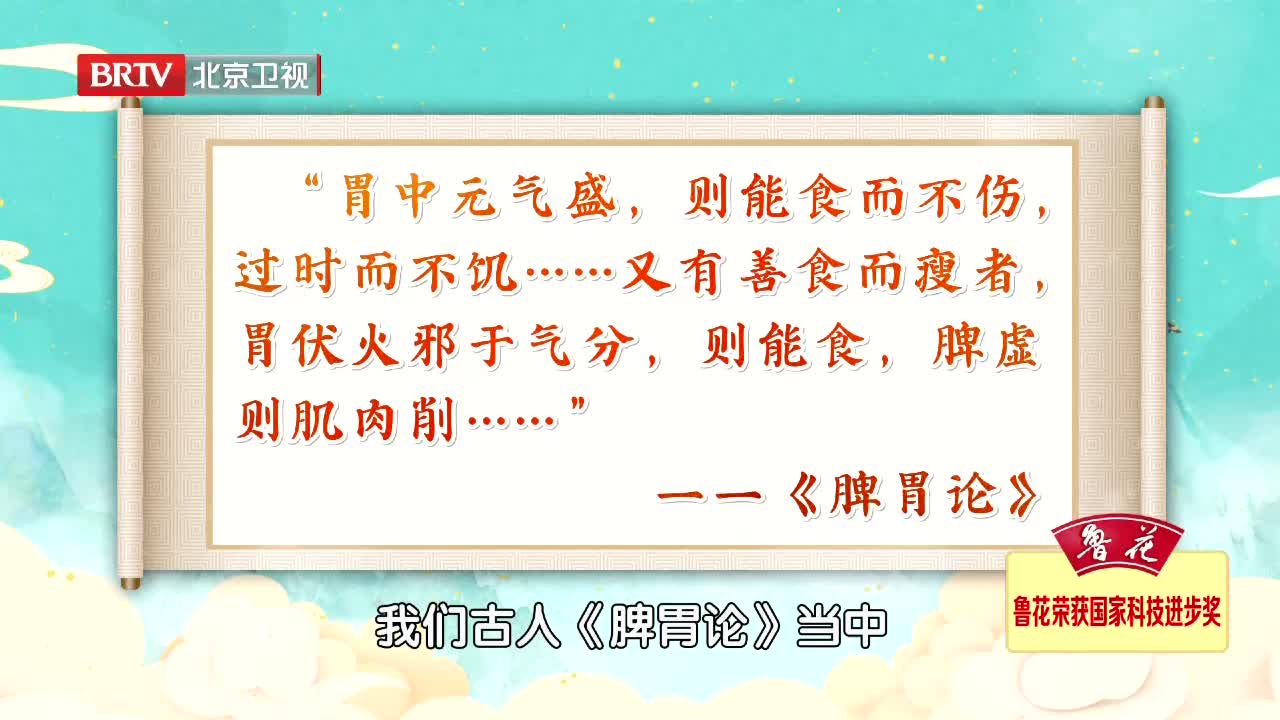 BRTV 北京卫视
“胃中元气盛，则能食而不伤，
过时而不饥……又有善食而瘦者，
胃伏火邪于气分，则能食，脾虚
则肌肉削……”
——《脾胃论》
鲁花
鲁花荣获国家科技进步奖
我们古人《脾胃论》当中